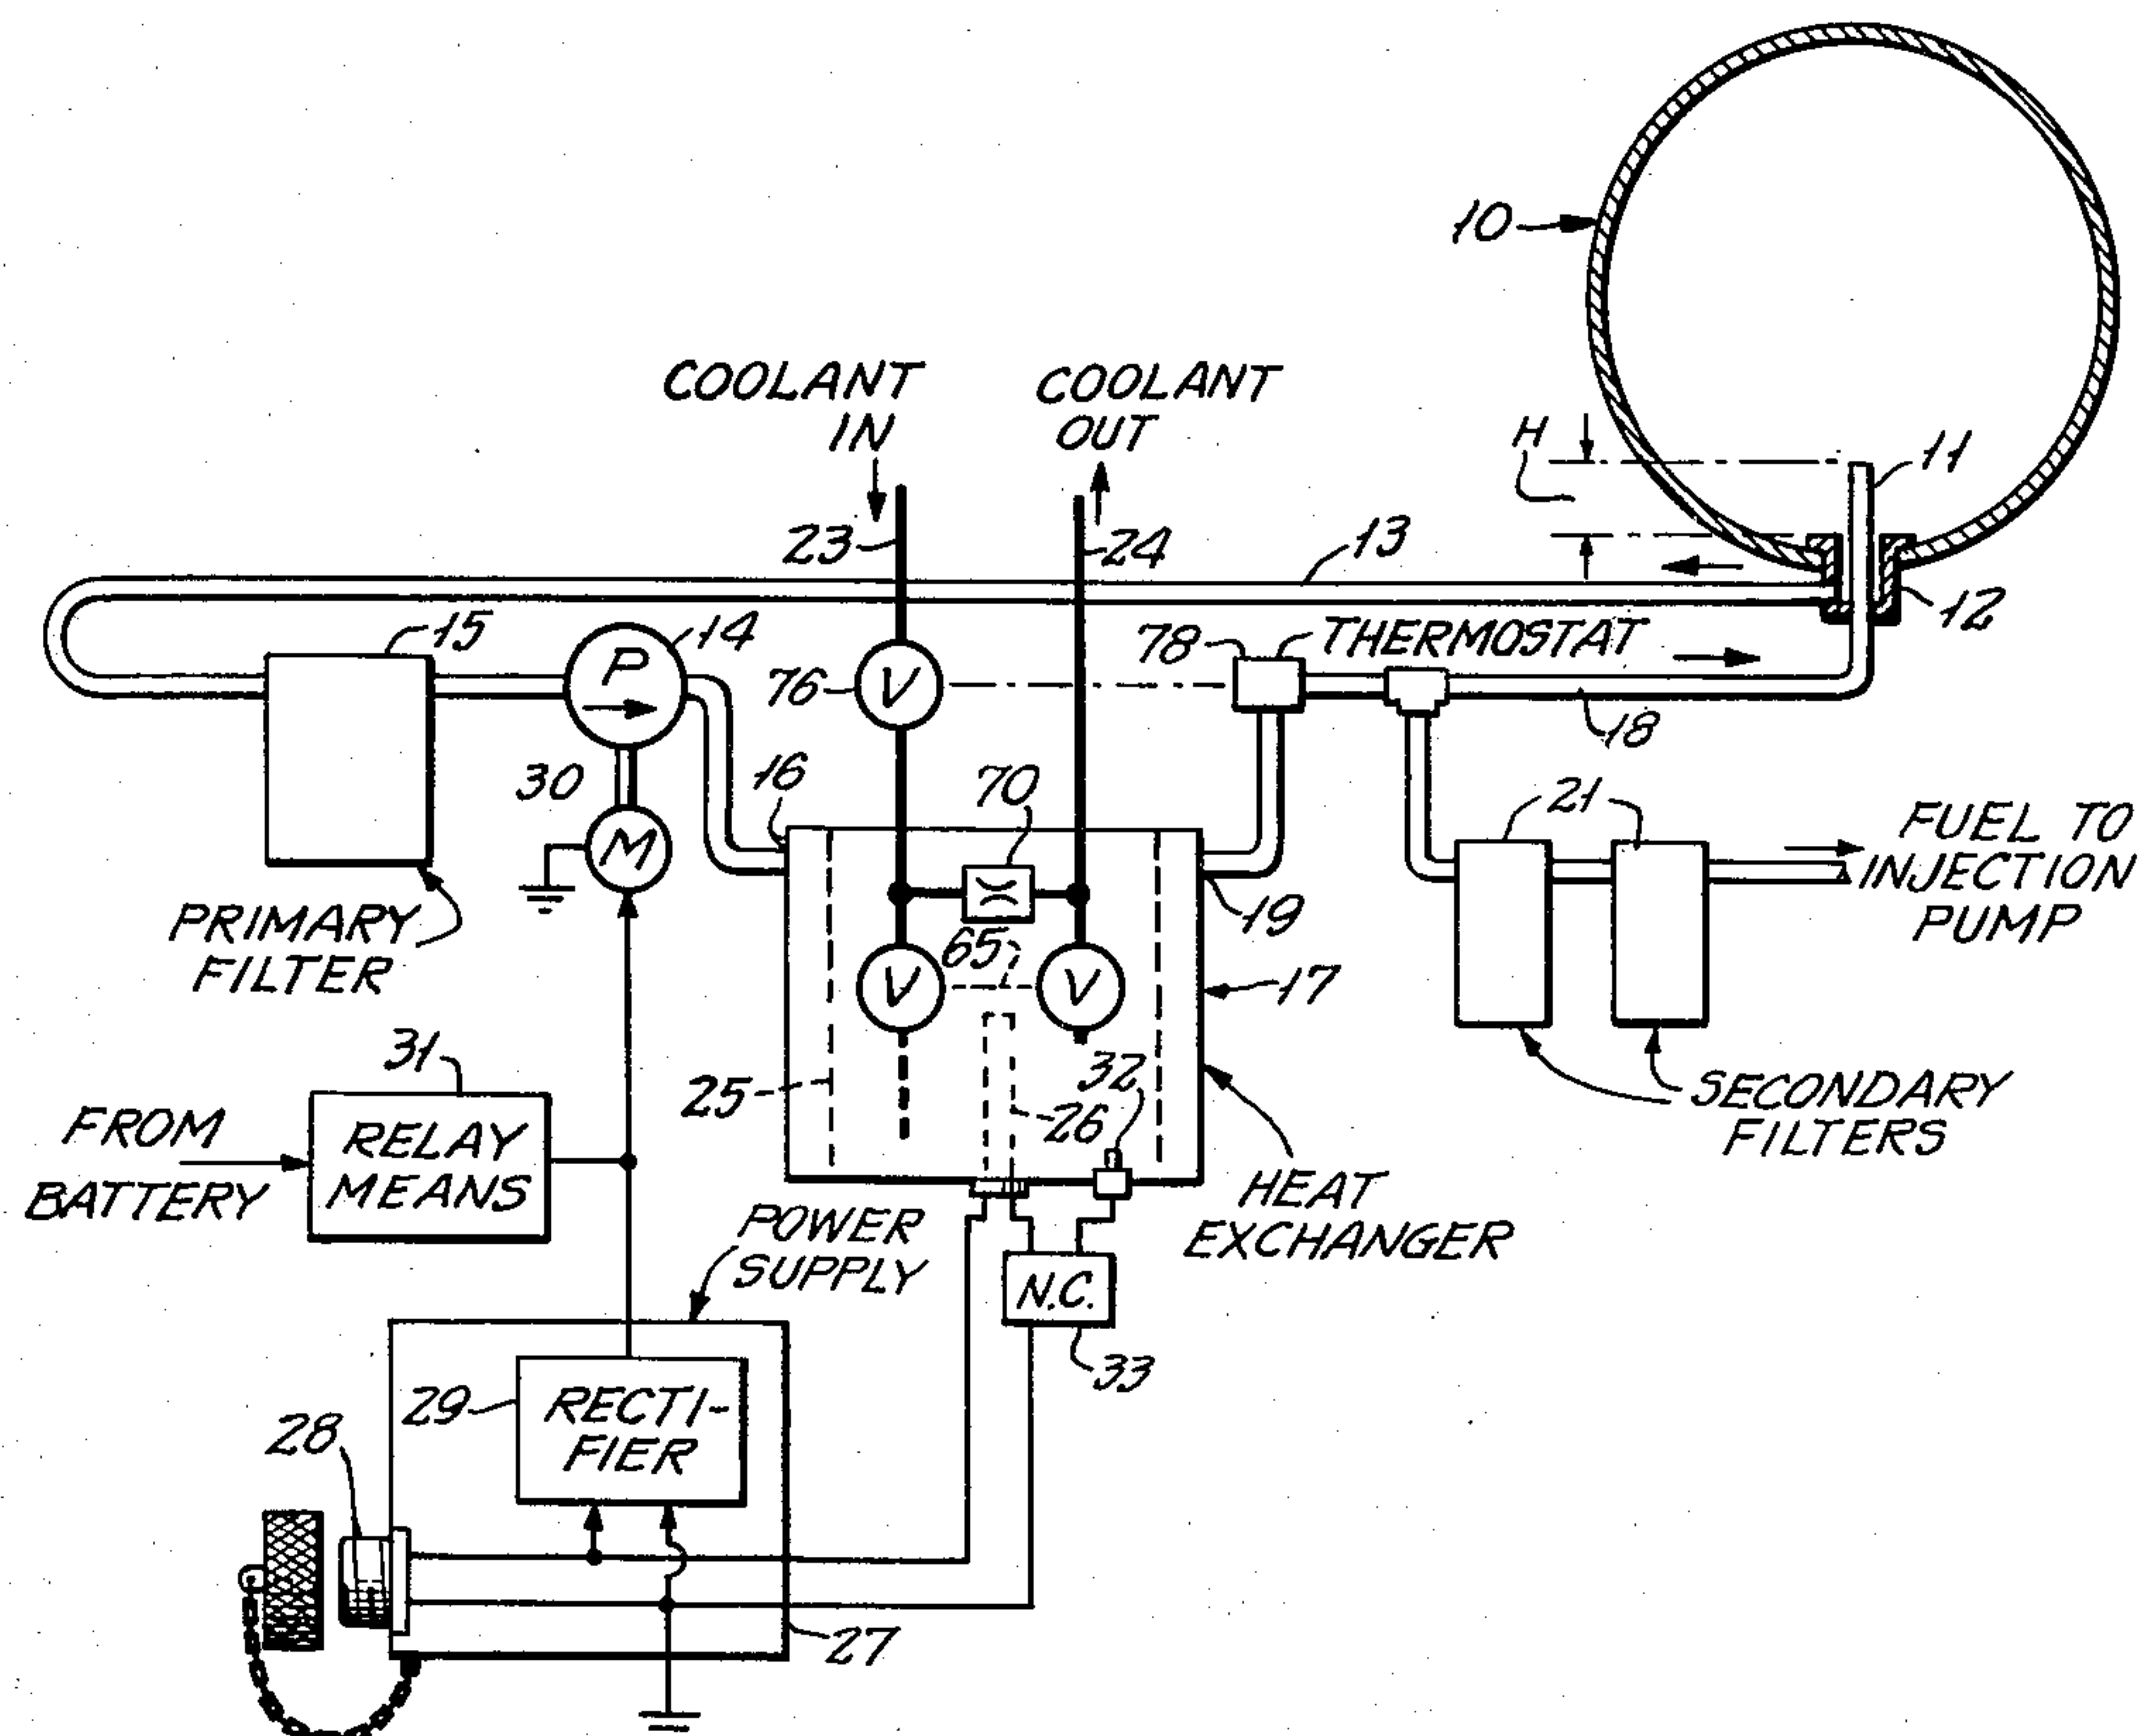 10
COOLANT
IN
COOLANT
OUT
H
11
23
24
13
12
15
P
14
76
V
78
THERMOSTAT
18
30
M
16
70
21
FUEL TO
INJECTION
PUMP
PRIMARY
FILTER
65
V
V
19
17
31
25
26
32
SECONDARY
FILTERS
FROM
BATTERY
RELAY
MEANS
HEAT
EXCHANGER
POWER
SUPPLY
N.C.
33
29
RECTI-
FIER
28
27